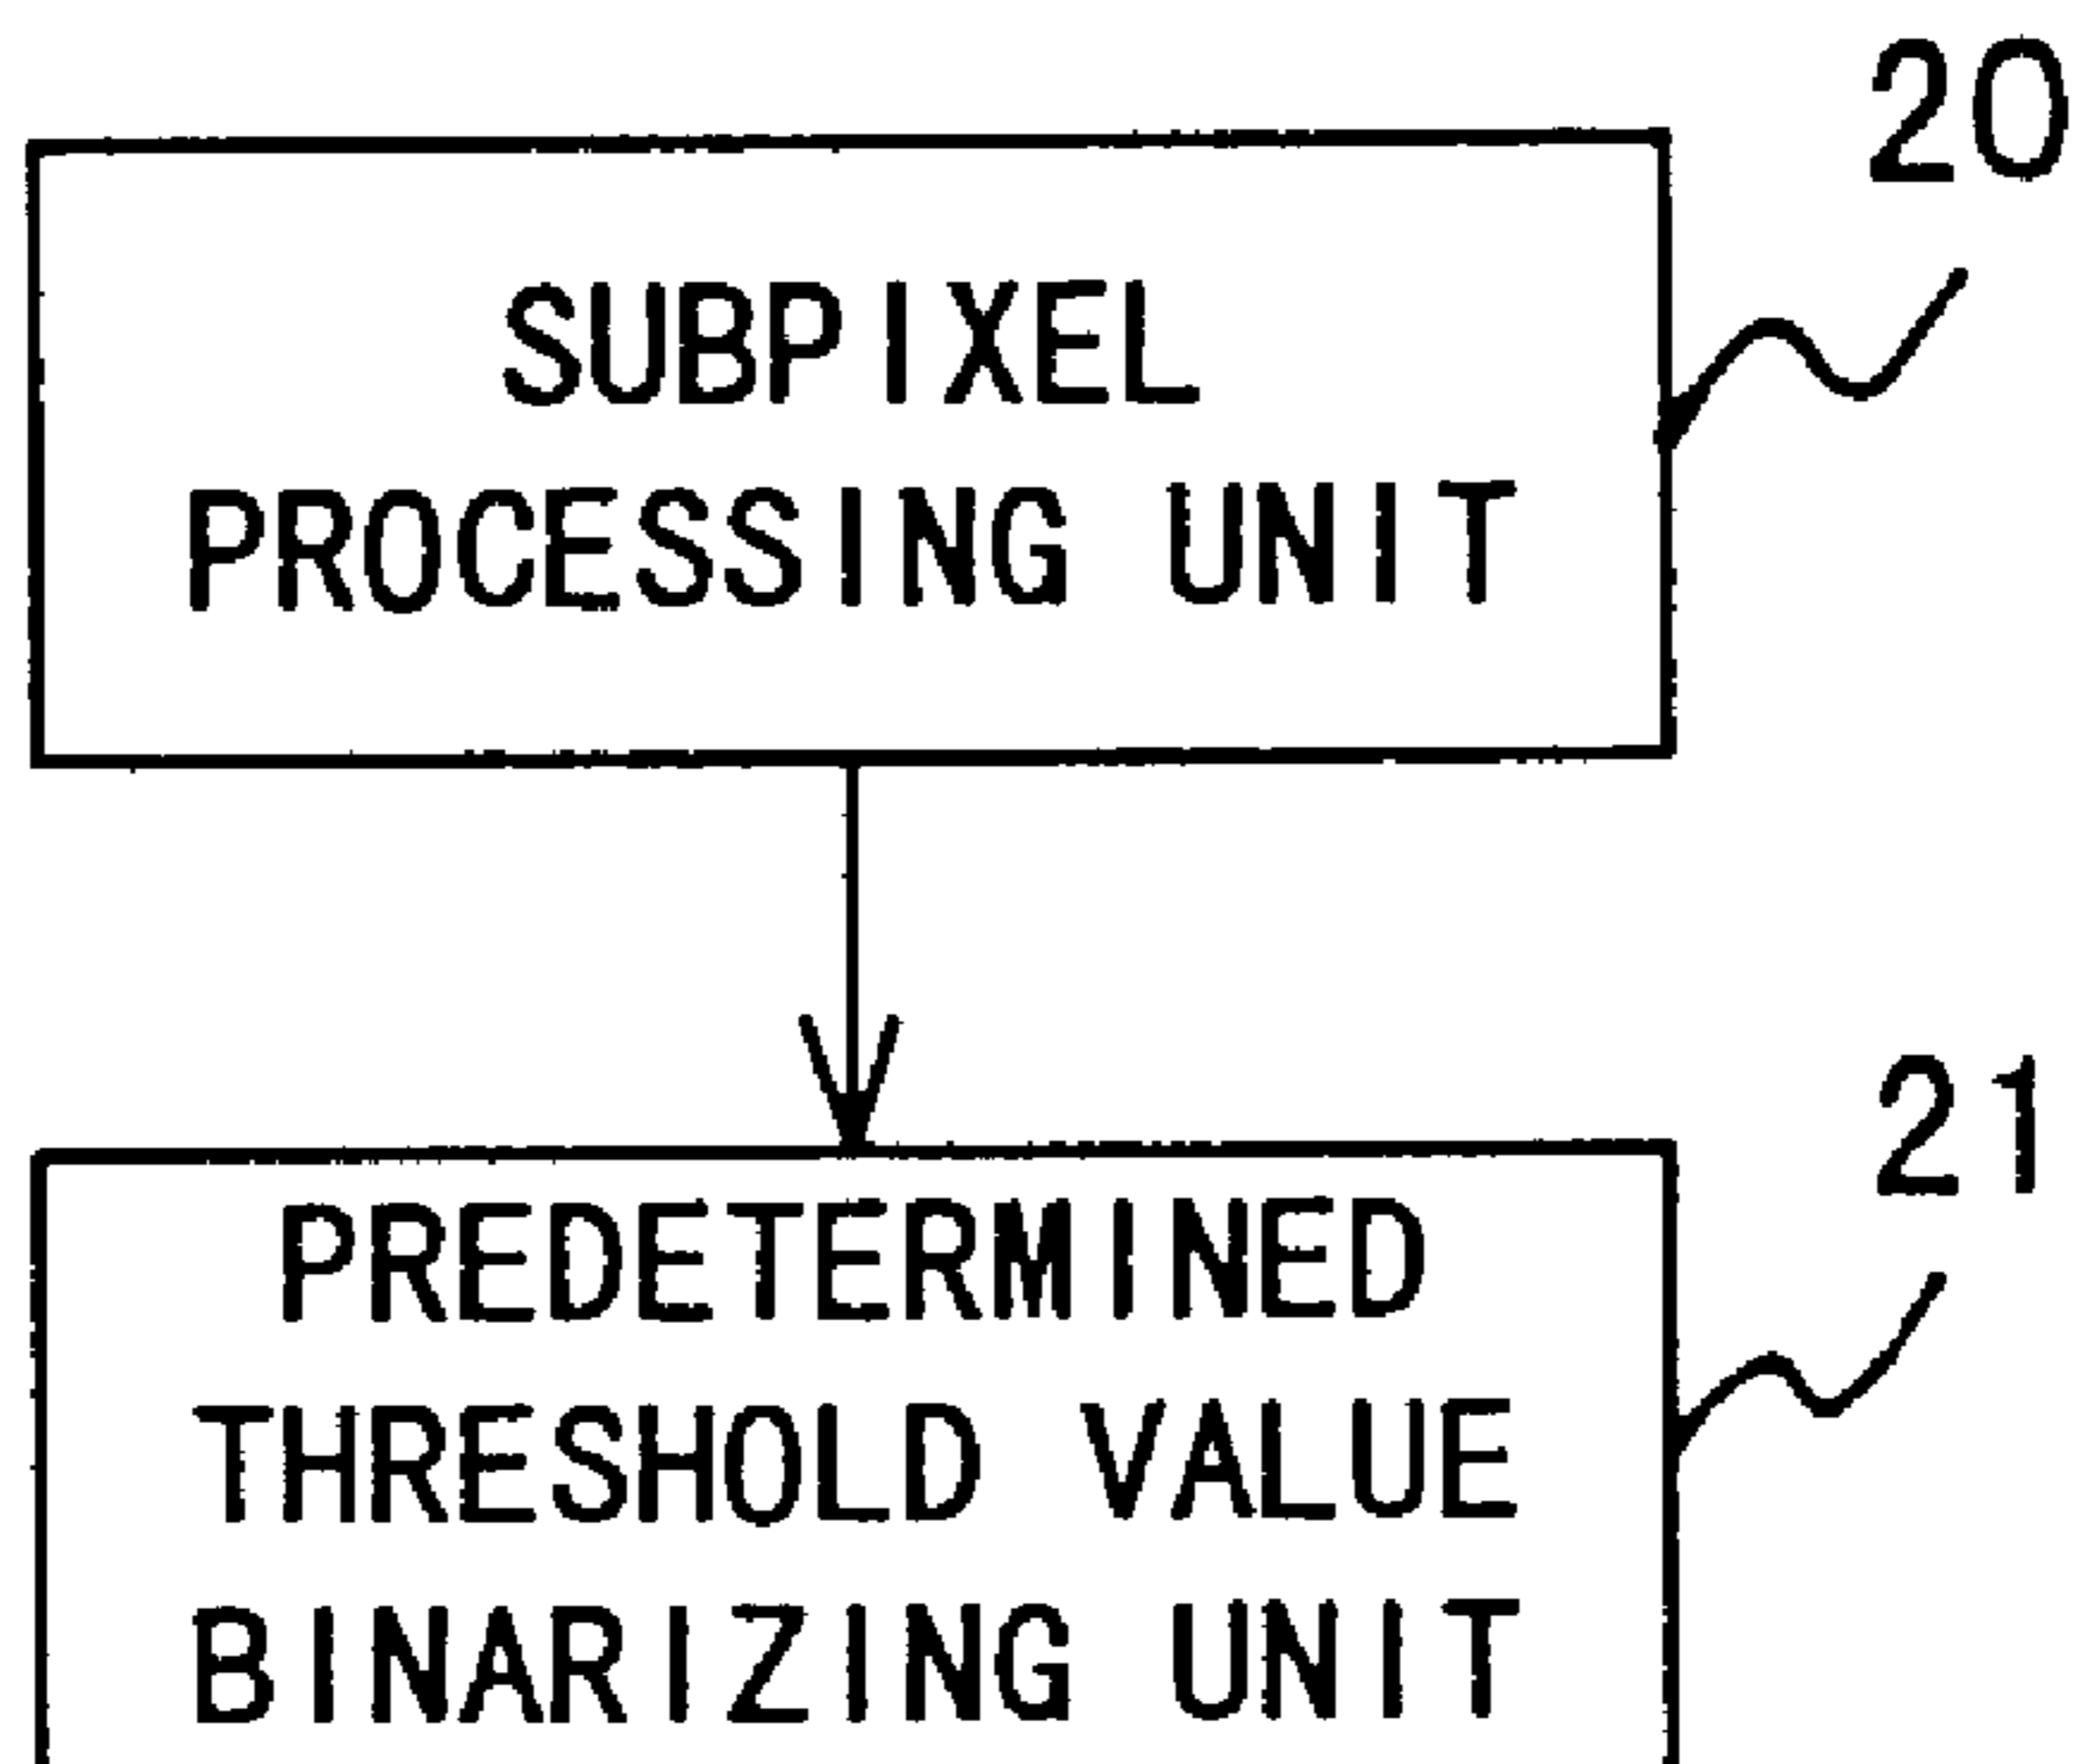 20
SUBPIXEL
PROCESSING UNIT
21
PREDETERMINED
THRESHOLD VALUE
BINARIZING UNIT